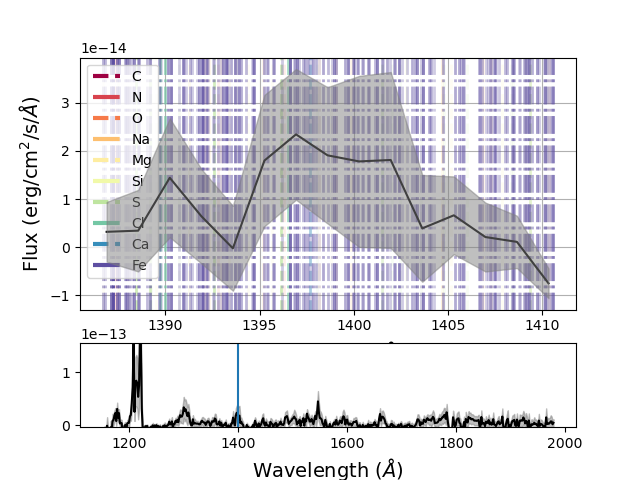 1e−14
Flux (erg/cm²/s/Å)
3
2
1
0
−1
C
N
O
Na
Mg
Si
S
Cl
Ca
Fe
1390 1395 1400 1405 1410
1e−13
1
0
1200 1400 1600 1800 2000
Wavelength (Å)